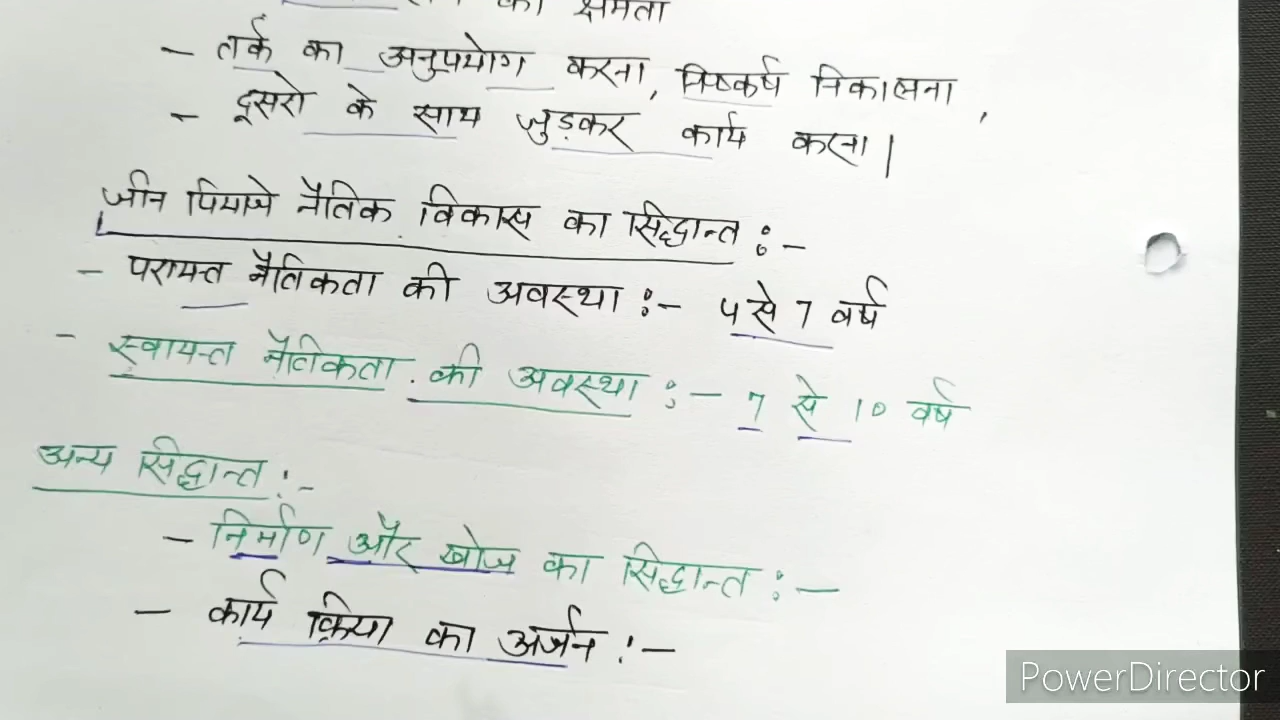 का क्षमता
– तर्क का अनुपयोग करना, निष्कर्ष निकालना,
– दूसरो के साथ जुड़कर कार्य करना।
जीन पियाजे नैतिक विकास का सिद्धान्त :-
– परायत्त नैतिकता की अवस्था :- 4 से 7 वर्ष
– स्वायत्त नैतिकता की अवस्था :- 7 से 10 वर्ष
अन्य सिद्धान्त :-
– निर्माण और खोज का सिद्धान्त :-
– कार्य क्रिया का अर्जन :-
PowerDirector